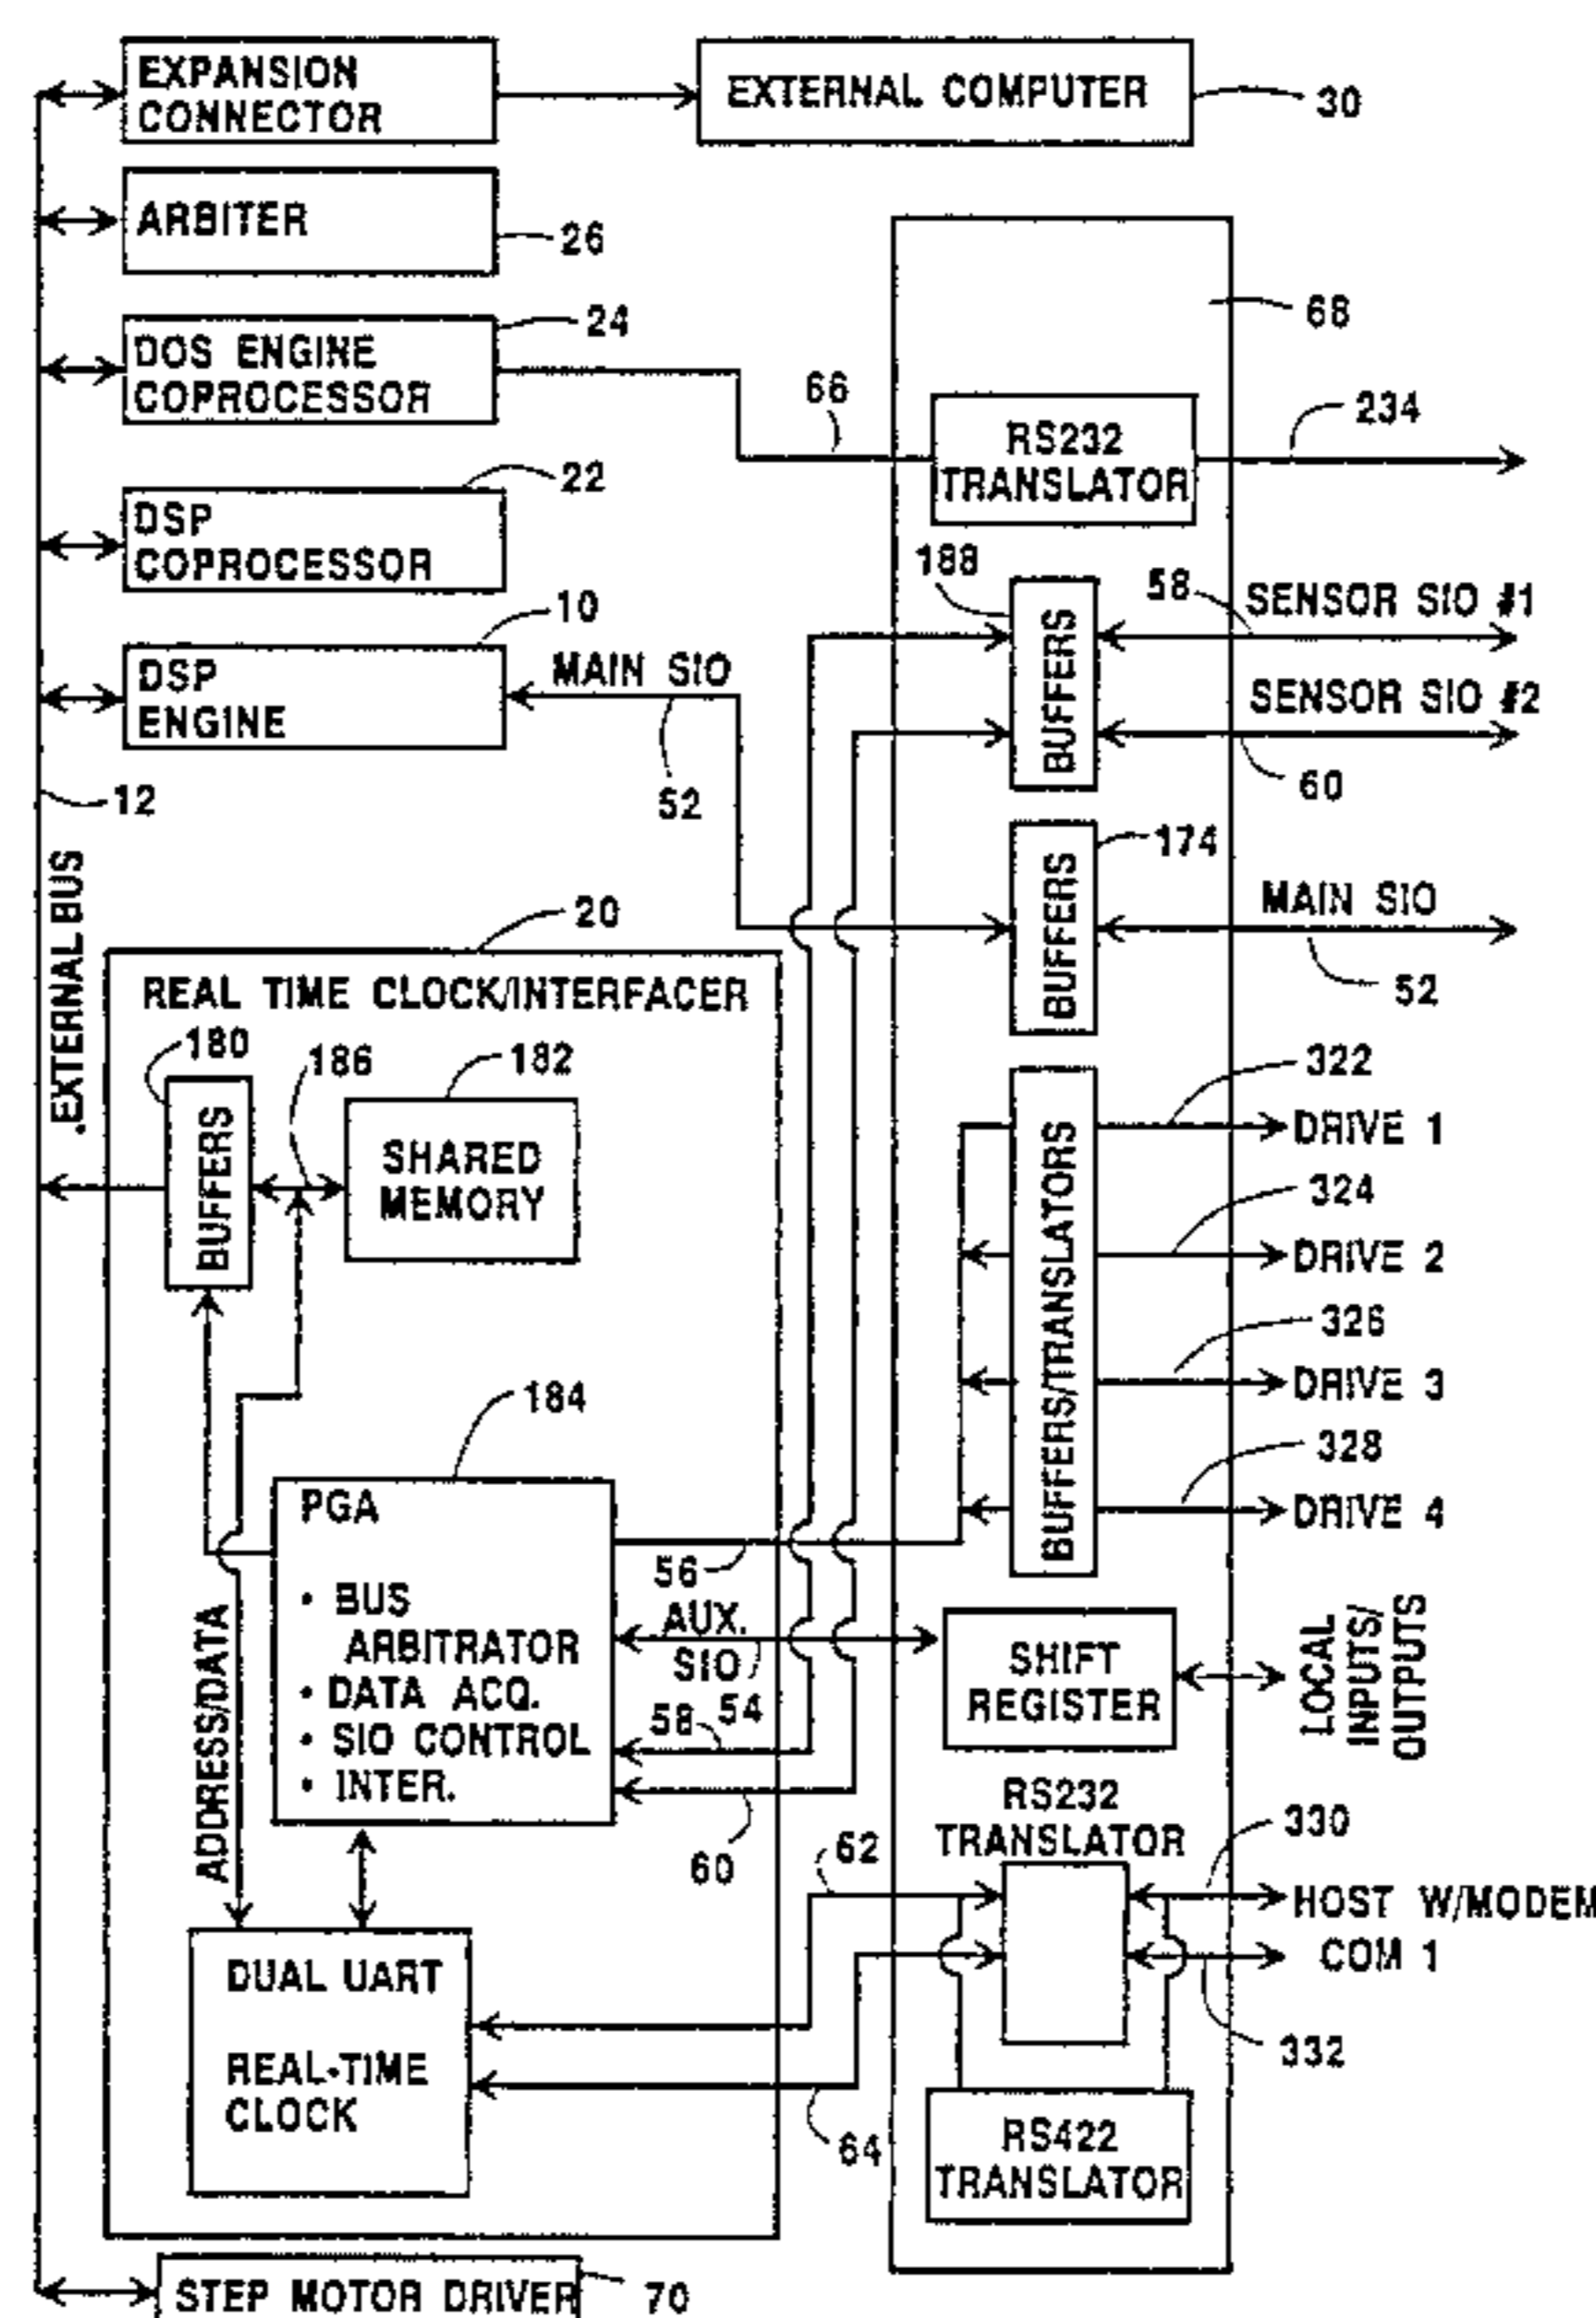 EXPANSION
CONNECTOR
EXTERNAL COMPUTER
30
ARBITER
26
68
24
DOS ENGINE
COPROCESSOR
66
RS232
TRANSLATOR
234
22
DSP
COPROCESSOR
188
58
SENSOR SIO #1
10
DSP
ENGINE
MAIN SIO
52
BUFFERS
SENSOR SIO #2
60
12
174
BUFFERS
MAIN SIO
52
.EXTERNAL BUS
20
REAL TIME CLOCK/INTERFACER
180
186
182
BUFFERS
SHARED
MEMORY
322
DRIVE 1
324
DRIVE 2
326
DRIVE 3
328
DRIVE 4
BUFFERS/TRANSLATORS
184
PGA
• BUS
ARBITRATOR
• DATA ACQ.
• SIO CONTROL
• INTER.
56
AUX.
SIO
54
58
60
ADDRESS/DATA
SHIFT
REGISTER
LOCAL
INPUTS/
OUTPUTS
RS232
TRANSLATOR
62
330
HOST W/MODEM
COM 1
332
DUAL UART
REAL-TIME
CLOCK
64
RS422
TRANSLATOR
STEP MOTOR DRIVER
70